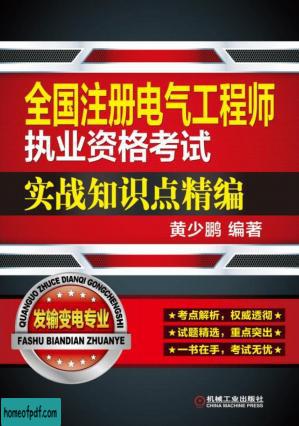 全国注册电气工程师
执业资格考试
实战知识点精编
黄少鹏 编著
QUANGUO ZHUCE DIANQI GONGCHENGSHI
发输变电专业
FASHU BIANDIAN ZHUANYE
★考点解析，权威透彻★
★试题精选，重点突出★
★一书在手，考试无忧★
机械工业出版社
CHINA MACHINE PRESS
homeofpdf.com